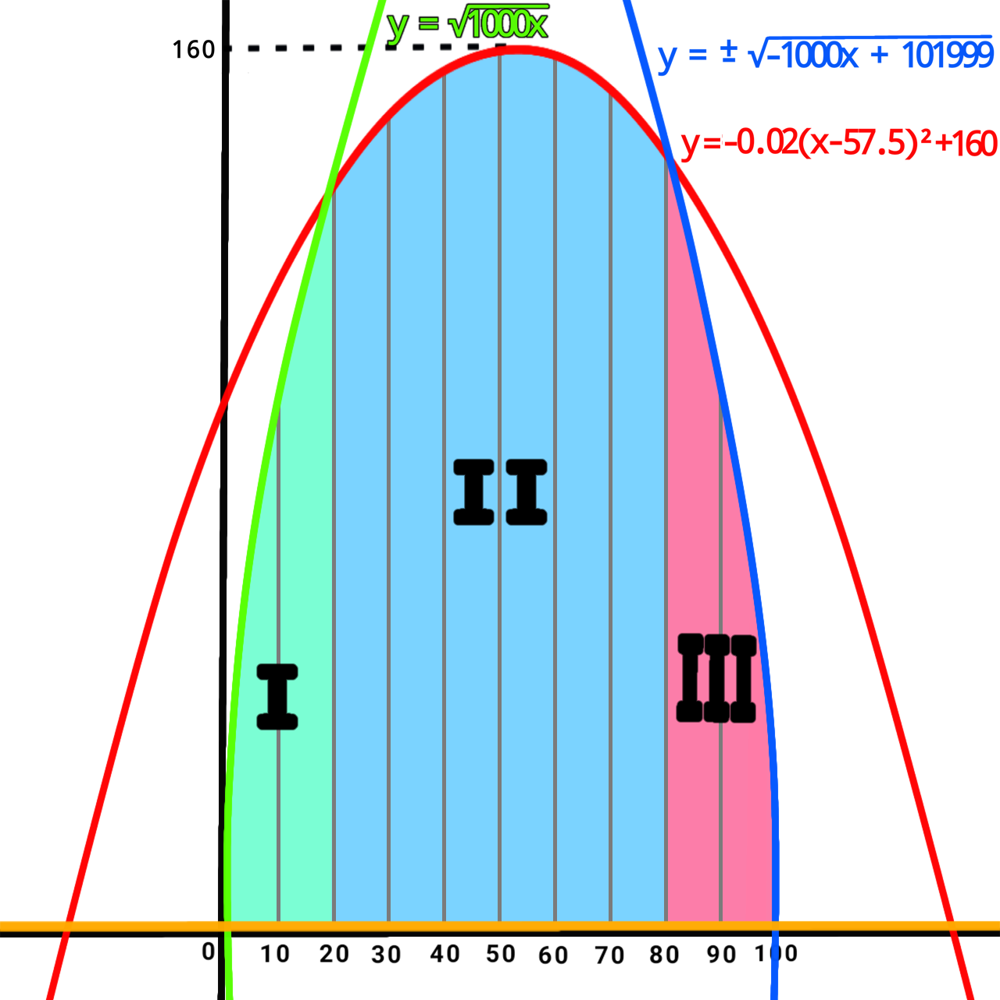 y = √1000x
160
y = ± √-1000x + 101999
y=-0.02(x-57.5)²+160
II
III
I
0 10 20 30 40 50 60 70 80 90 100